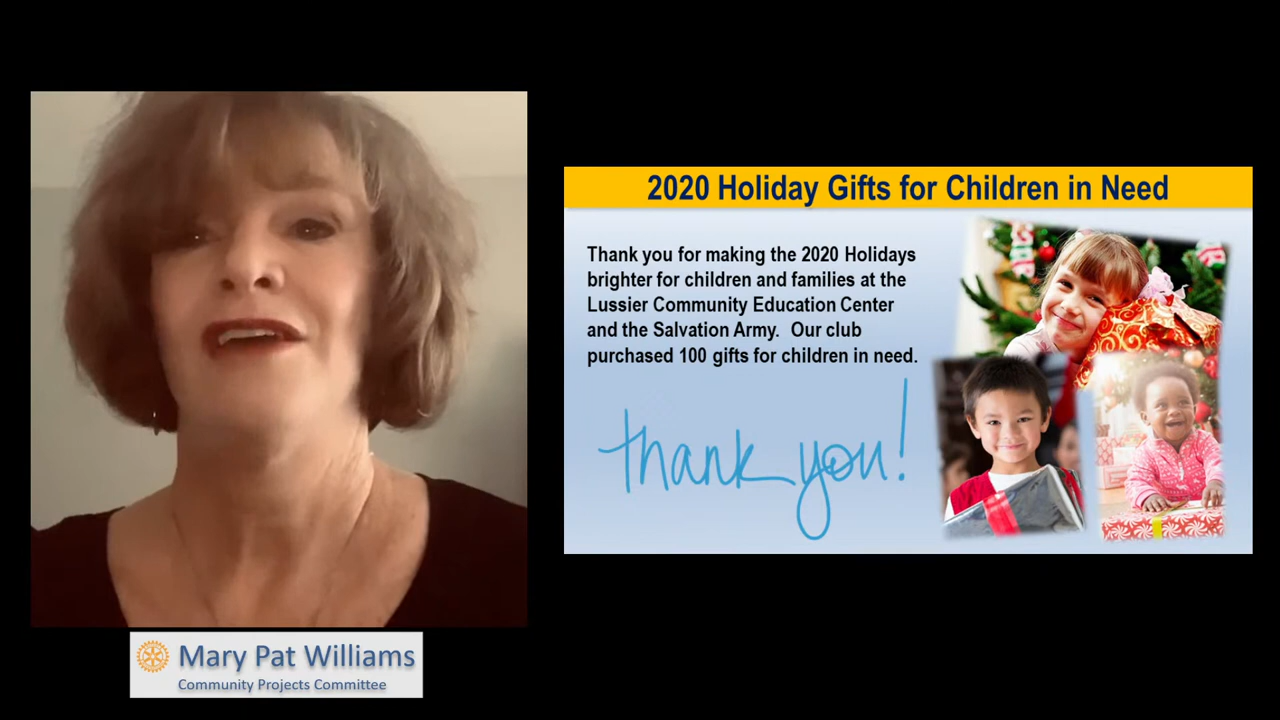 2020 Holiday Gifts for Children in Need
Thank you for making the 2020 Holidays
brighter for children and families at the
Lussier Community Education Center
and the Salvation Army.  Our club
purchased 100 gifts for children in need.
thank you!
Mary Pat Williams
Community Projects Committee